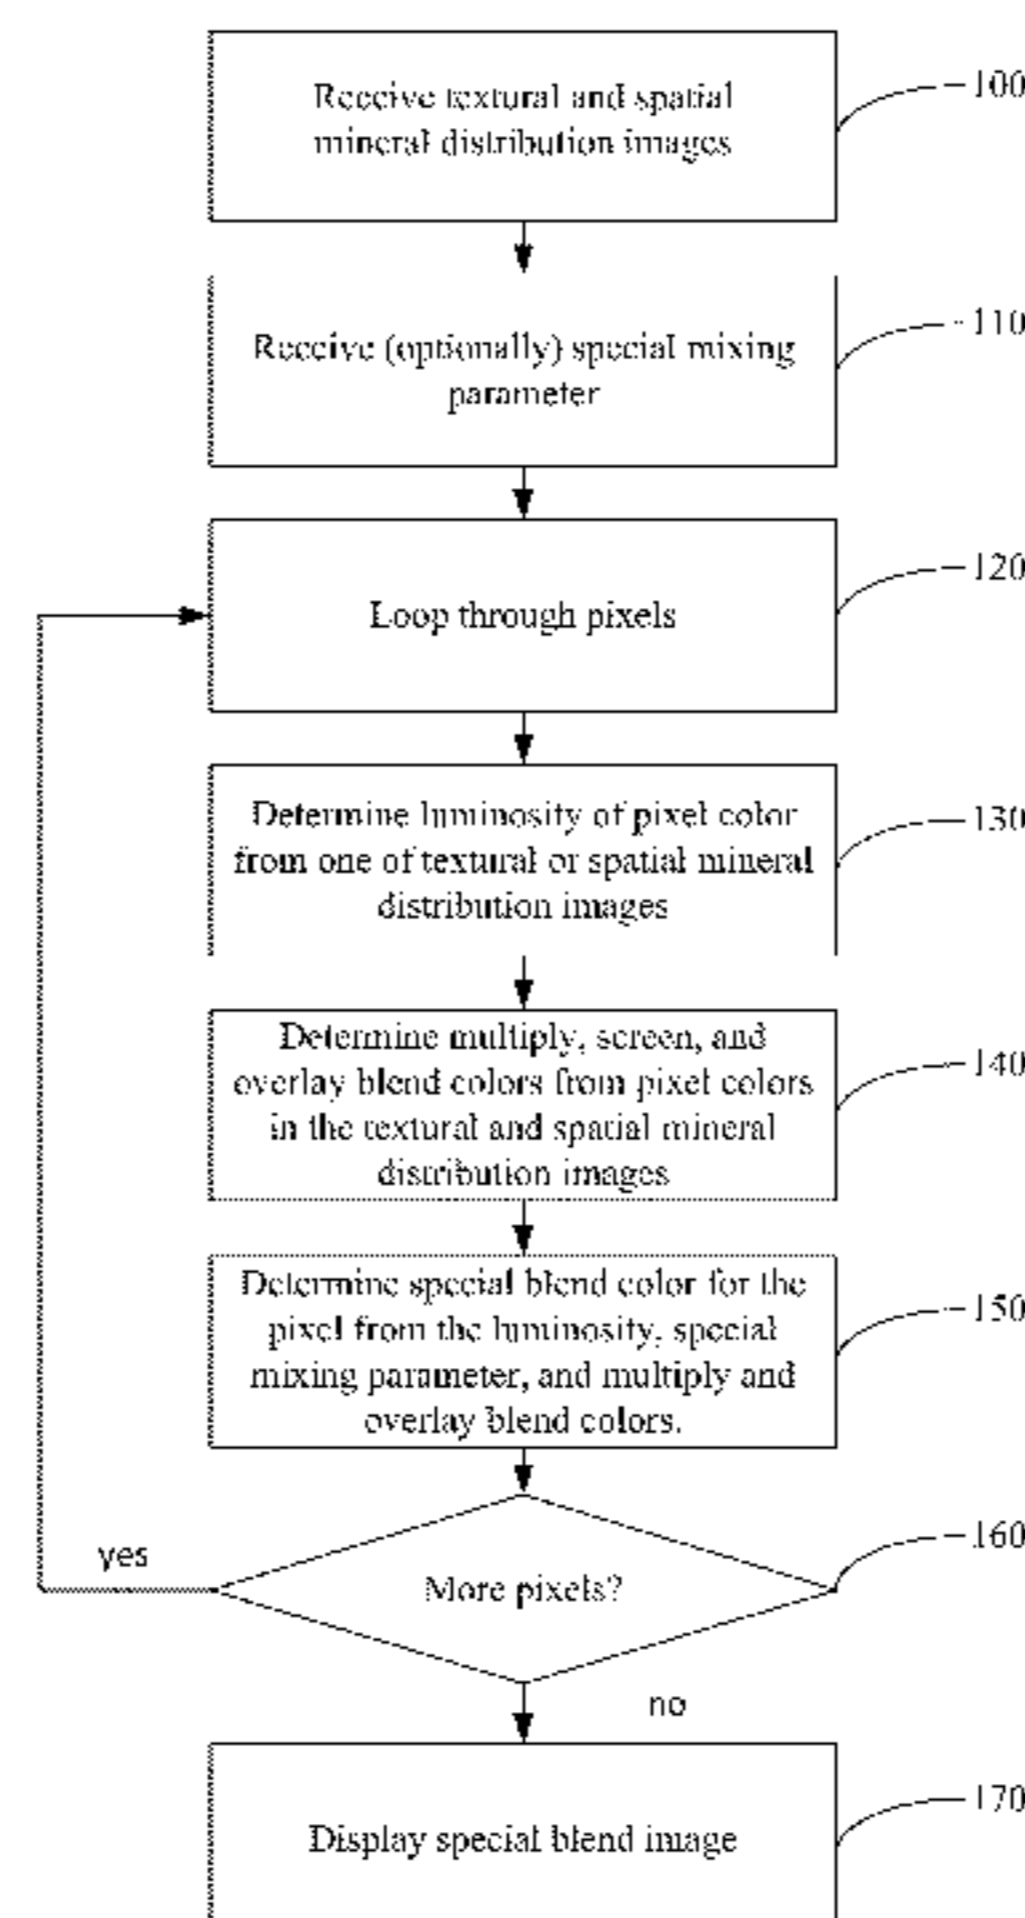 Receive textural and spatial
mineral distribution images
100
Receive (optionally) special mixing
parameter
110
Loop through pixels
120
Determine luminosity of pixel color
from one of textural or spatial mineral
distribution images
130
Determine multiply, screen, and
overlay blend colors from pixel colors
in the textural and spatial mineral
distribution images
140
Determine special blend color for the
pixel from the luminosity, special
mixing parameter, and multiply and
overlay blend colors.
150
yes
More pixels?
160
no
Display special blend image
170